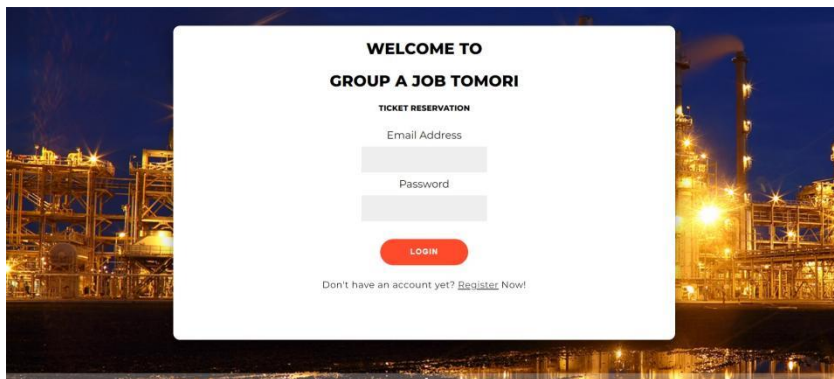 WELCOME TO
GROUP A JOB TOMORI
TICKET RESERVATION
Email Address
Password
LOGIN
Don't have an account yet? Register Now!